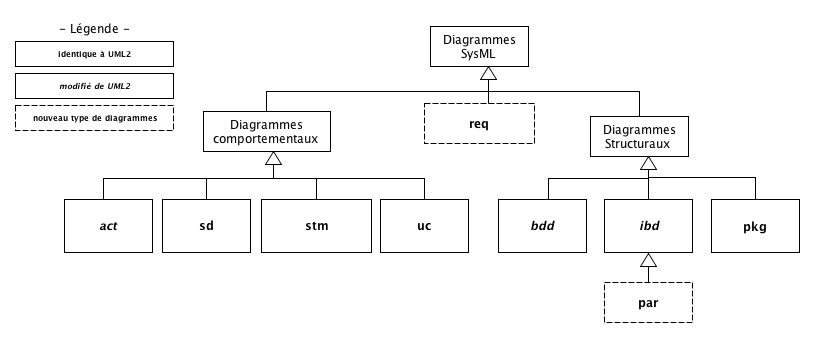 – Légende –
identique à UML2
modifié de UML2
nouveau type de diagrammes
Diagrammes
SysML
Diagrammes
comportementaux
req
Diagrammes
Structuraux
act
sd
stm
uc
bdd
ibd
pkg
par